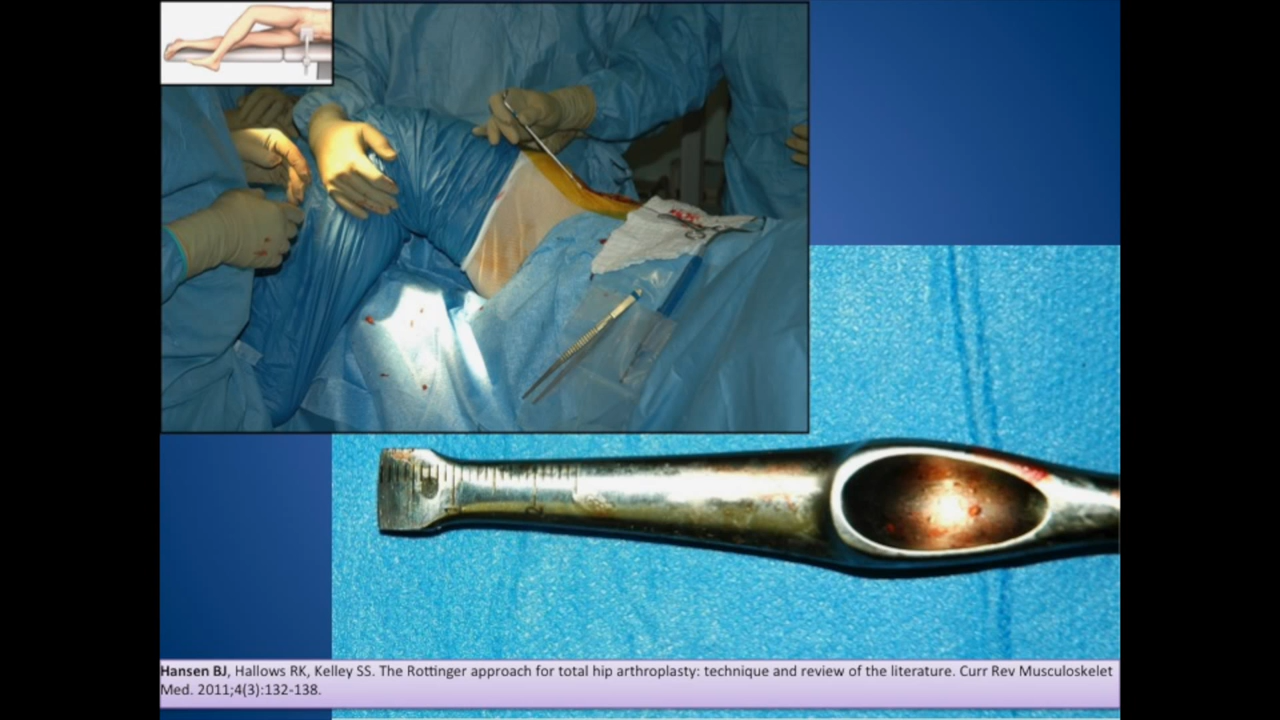 Hansen BJ, Hallows RK, Kelley SS. The Rottinger approach for total hip arthroplasty: technique and review of the literature. Curr Rev Musculoskelet
Med. 2011;4(3):132-138.